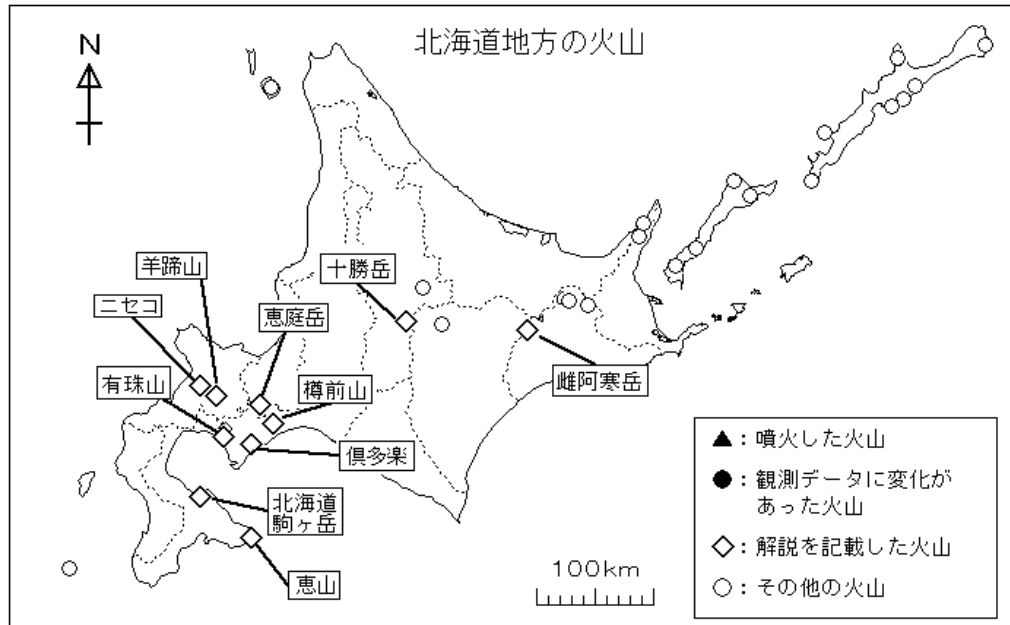 北海道地方の火山
N
羊蹄山
十勝岳
ニセコ
恵庭岳
有珠山
樽前山
雌阿寒岳
倶多楽
北海道
駒ヶ岳
恵山
100km
▲：噴火した火山
●：観測データに変化が
あった火山
◇：解説を記載した火山
○：その他の火山